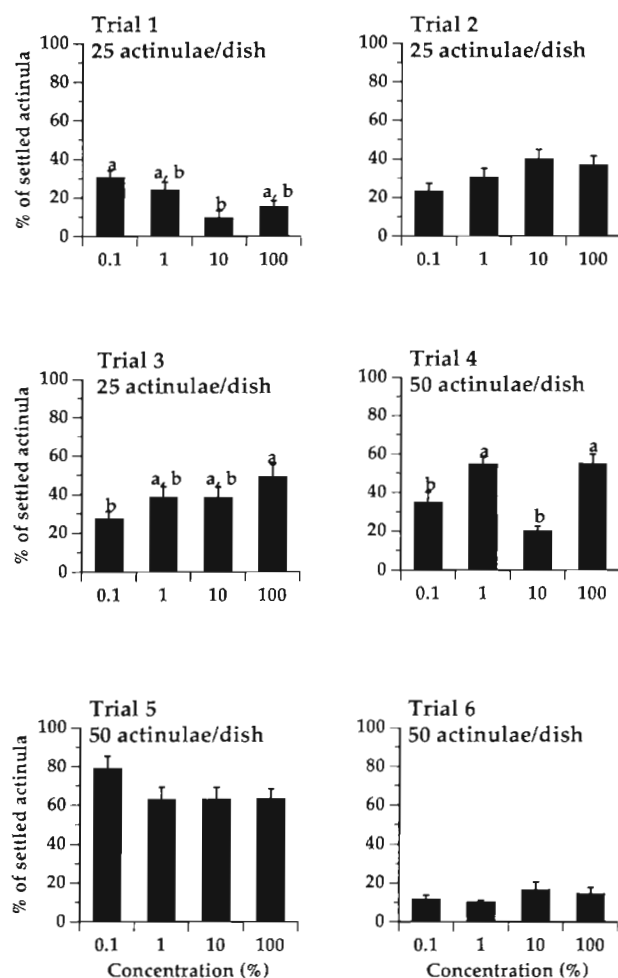 Trial 1
25 actinulae/dish
% of settled actinula
100
80
60
40
20
0
a
a, b
b
a, b
0.1 1 10 100
Trial 2
25 actinulae/dish
100
80
60
40
20
0
0.1 1 10 100
Trial 3
25 actinulae/dish
% of settled actinula
100
80
60
40
20
0
b
a, b
a, b
a
0.1 1 10 100
Trial 4
50 actinulae/dish
100
80
60
40
20
0
b
a
b
a
0.1 1 10 100
Trial 5
50 actinulae/dish
% of settled actinula
100
80
60
40
20
0
0.1 1 10 100
Concentration (%)
Trial 6
50 actinulae/dish
100
80
60
40
20
0
0.1 1 10 100
Concentration (%)